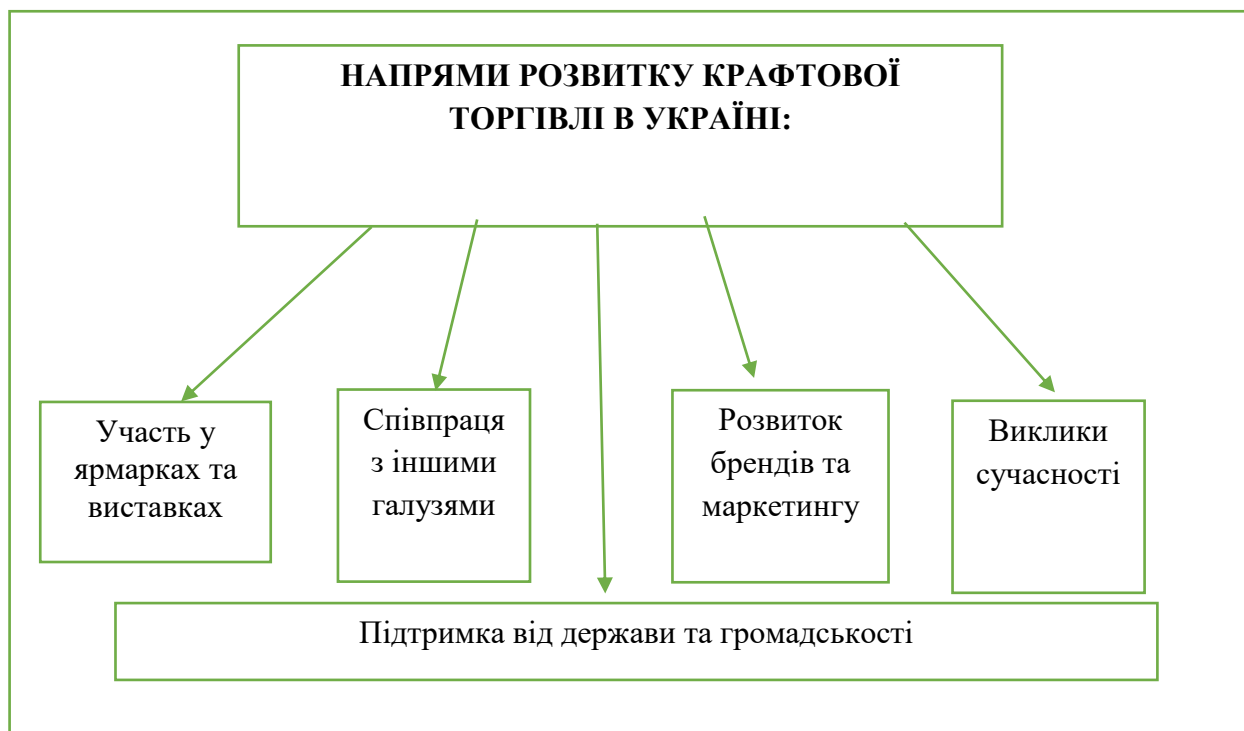 НАПРЯМИ РОЗВИТКУ КРАФТОВОЇ
ТОРГІВЛІ В УКРАЇНІ:
Участь у
ярмарках та
виставках
Співпраця
з іншими
галузями
Розвиток
брендів та
маркетингу
Виклики
сучасності
Підтримка від держави та громадськості